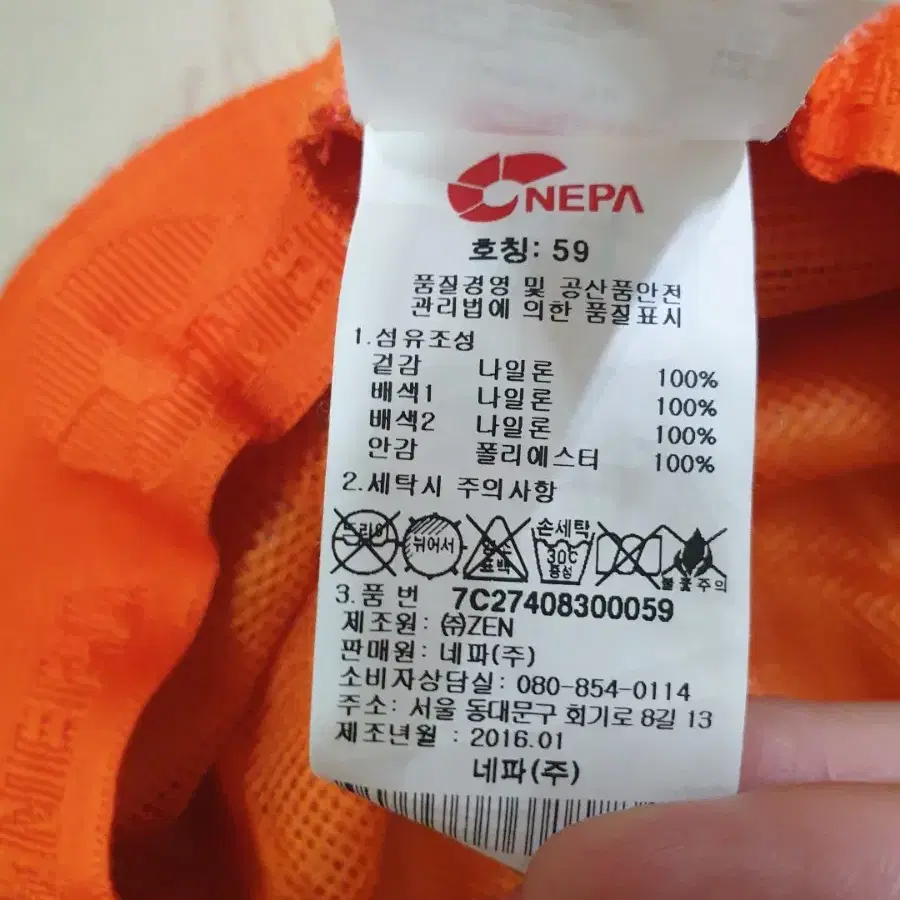 NEPA
호칭: 59
품질경영 및 공산품안전
관리법에 의한 품질표시
1.섬유조성
겉감 나일론 100%
배색1 나일론 100%
배색2 나일론 100%
안감 폴리에스터 100%
2.세탁시 주의사항
드라이 뉘어서 염소표백 손세탁 30℃ 중성 불꽃주의
3.품 번 7C27408300059
제조원: ㈜ZEN
판매원: 네파(주)
소비자상담실: 080-854-0114
주소: 서울 동대문구 회기로 8길 13
제조년월 : 2016.01
네파(주)